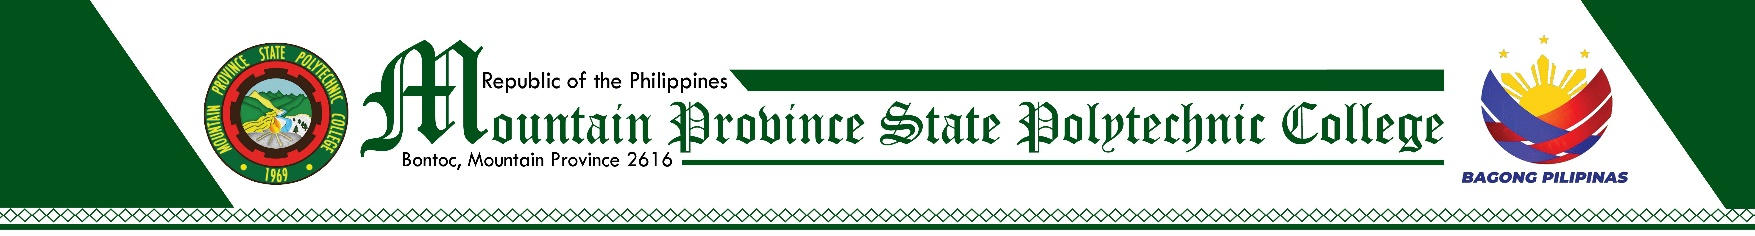 MOUNTAIN PROVINCE STATE POLYTECHNIC COLLEGE
1969
Republic of the Philippines
Mountain Province State Polytechnic College
Bontoc, Mountain Province 2616
BAGONG PILIPINAS